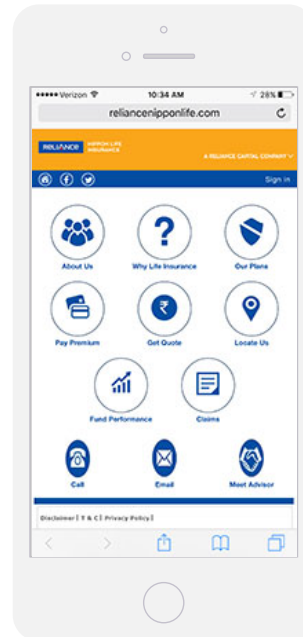 Verizon 10:34 AM 28%
reliancenipponlife.com
RELIANCE NIPPON LIFE INSURANCE
A RELIANCE CAPITAL COMPANY
Sign in
About Us Why Life Insurance Our Plans
Pay Premium Get Quote Locate Us
Fund Performance Claims
Call Email Meet Advisor
Disclaimer | T & C | Privacy Policy |